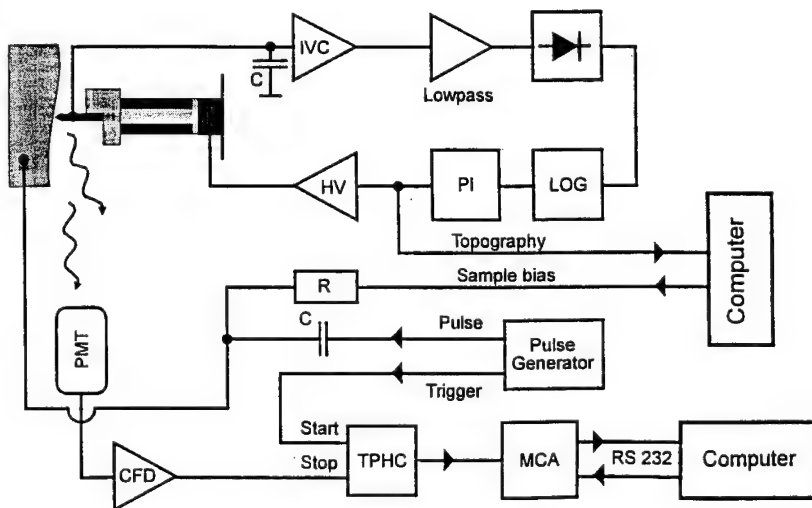 IVC
C
Lowpass
HV
PI
LOG
Topography
Sample bias
Computer
R
C
Pulse
Pulse
Generator
Trigger
PMT
Start
Stop
CFD
TPHC
MCA
RS 232
Computer